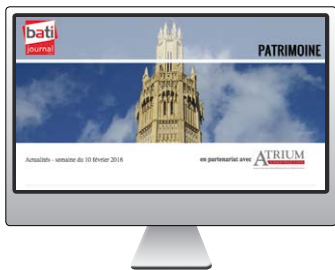 bati
journal
PATRIMOINE
Actualités - semaine du 10 février 2016
en partenariat avec ATRIUM